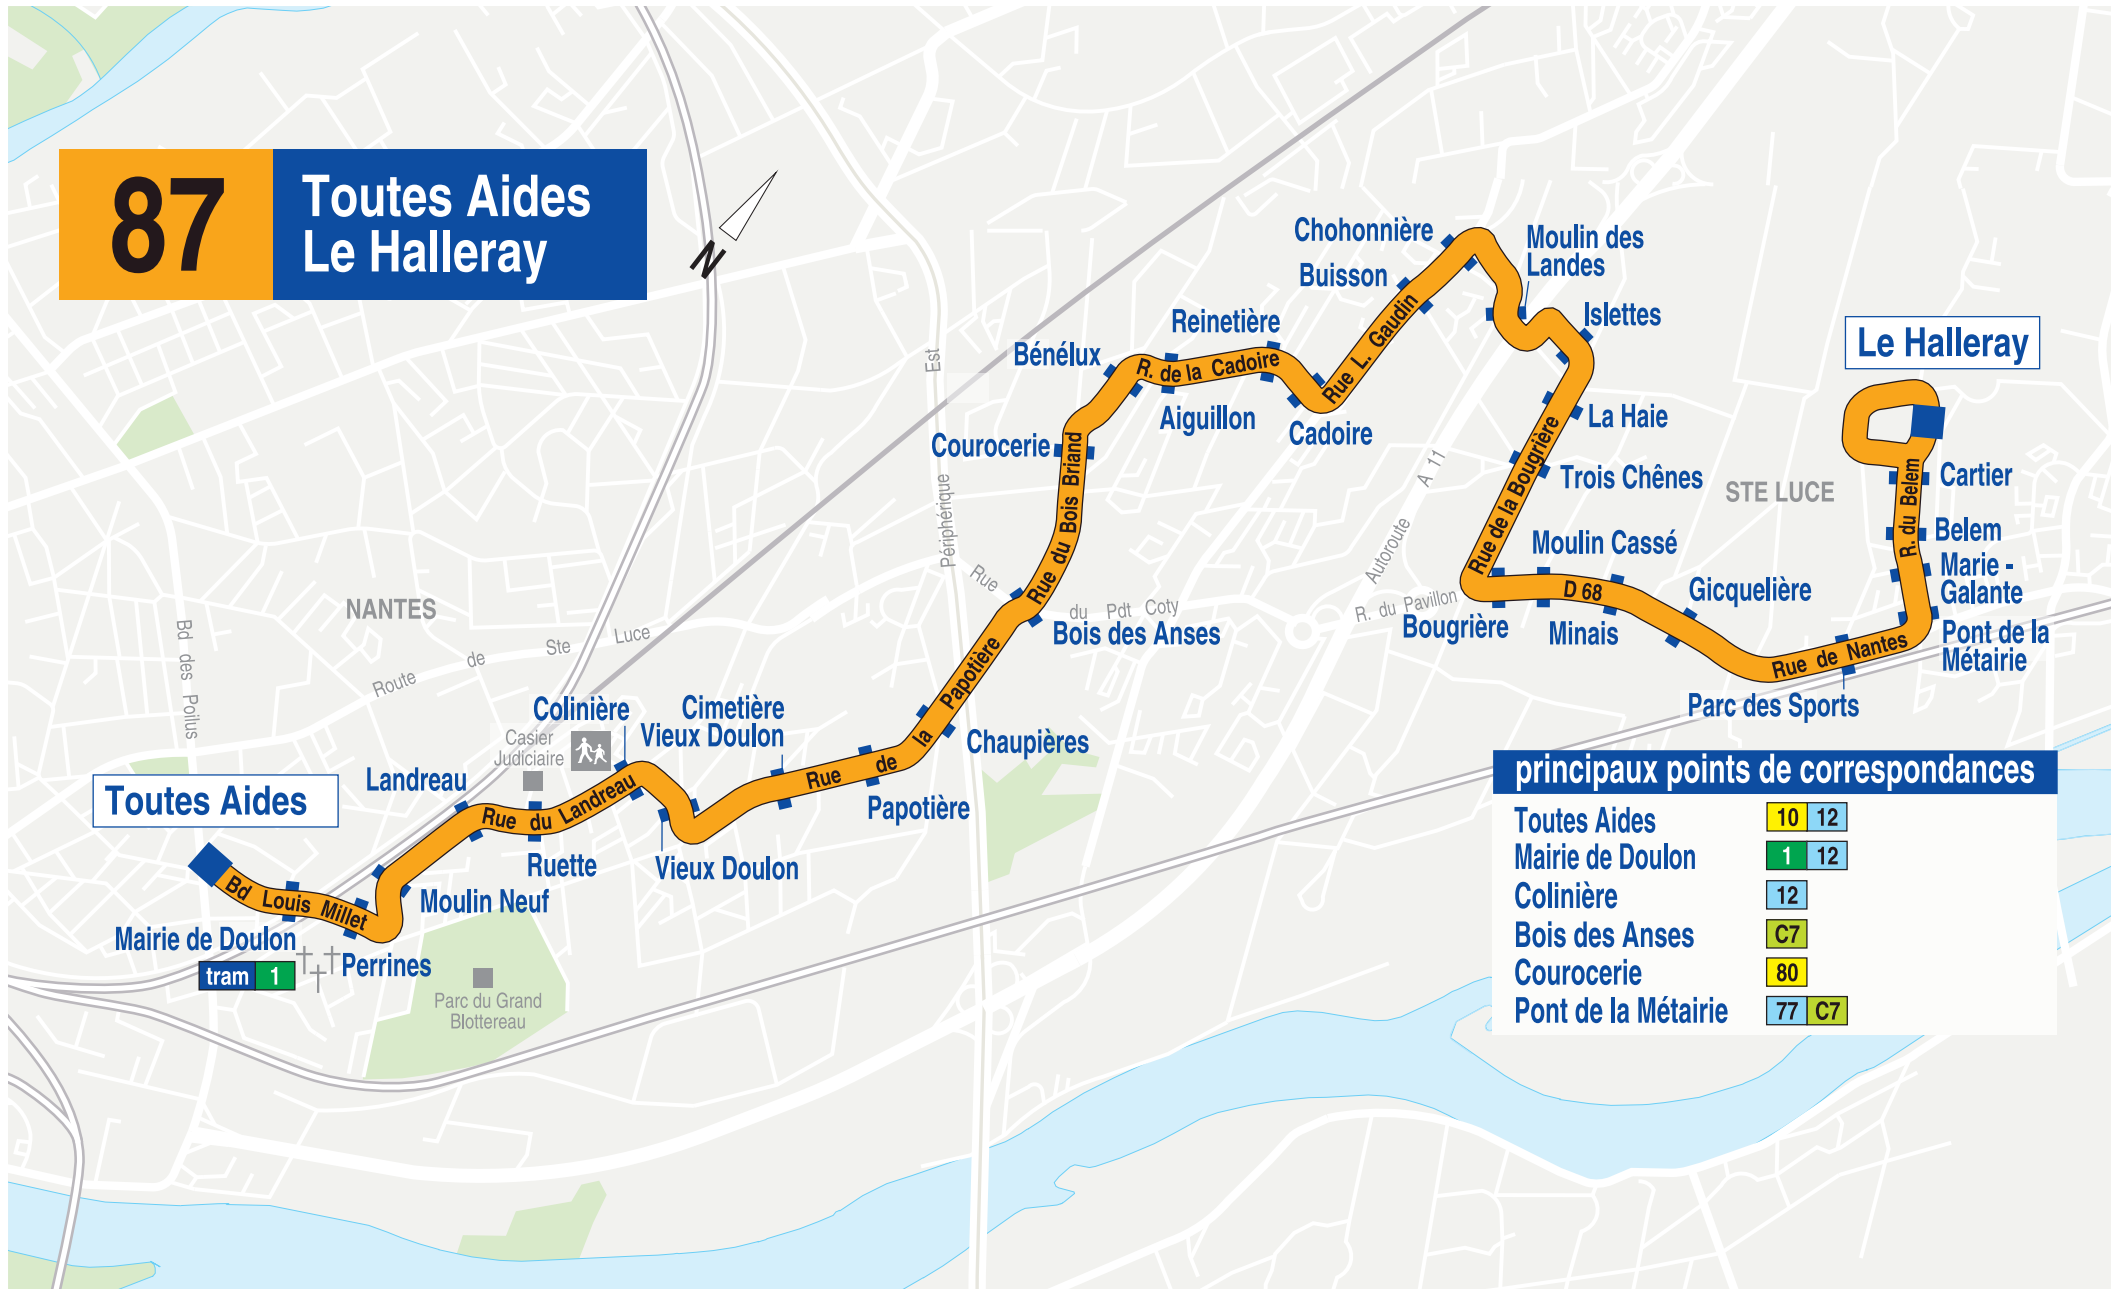 87
Toutes Aides
Le Halleray
N
Chohonnière
Buisson
Moulin des
Landes
Islettes
Reinetière
Bénélux
R. de la Cadoire
Rue L. Gaudin
Le Halleray
Est
Aiguillon
Cadoire
La Haie
Courocerie
Rue du Bois Briand
A 11
Autoroute
Rue de la Bougrière
Trois Chênes
STE LUCE
Cartier
R. du Belem
Belem
Périphérique
Moulin Cassé
Marie -
Galante
Rue
du Pdt Coty
R. du Pavillon
D 68
Gicquelière
NANTES
Bois des Anses
Bougrière
Minais
Pont de la
Métairie
Rue de Nantes
Parc des Sports
Bd des Poilus
Route de Ste Luce
Colinière
Cimetière
Vieux Doulon
Rue de la Papotière
Chaupières
Casier
Judiciaire
Landreau
Rue du Landreau
Papotière
Toutes Aides
Ruette
Vieux Doulon
Bd Louis Millet
Moulin Neuf
Mairie de Doulon
tram 1
Perrines
Parc du Grand
Blottereau
principaux points de correspondances
Toutes Aides 10 12
Mairie de Doulon 1 12
Colinière 12
Bois des Anses C7
Courocerie 80
Pont de la Métairie 77 C7